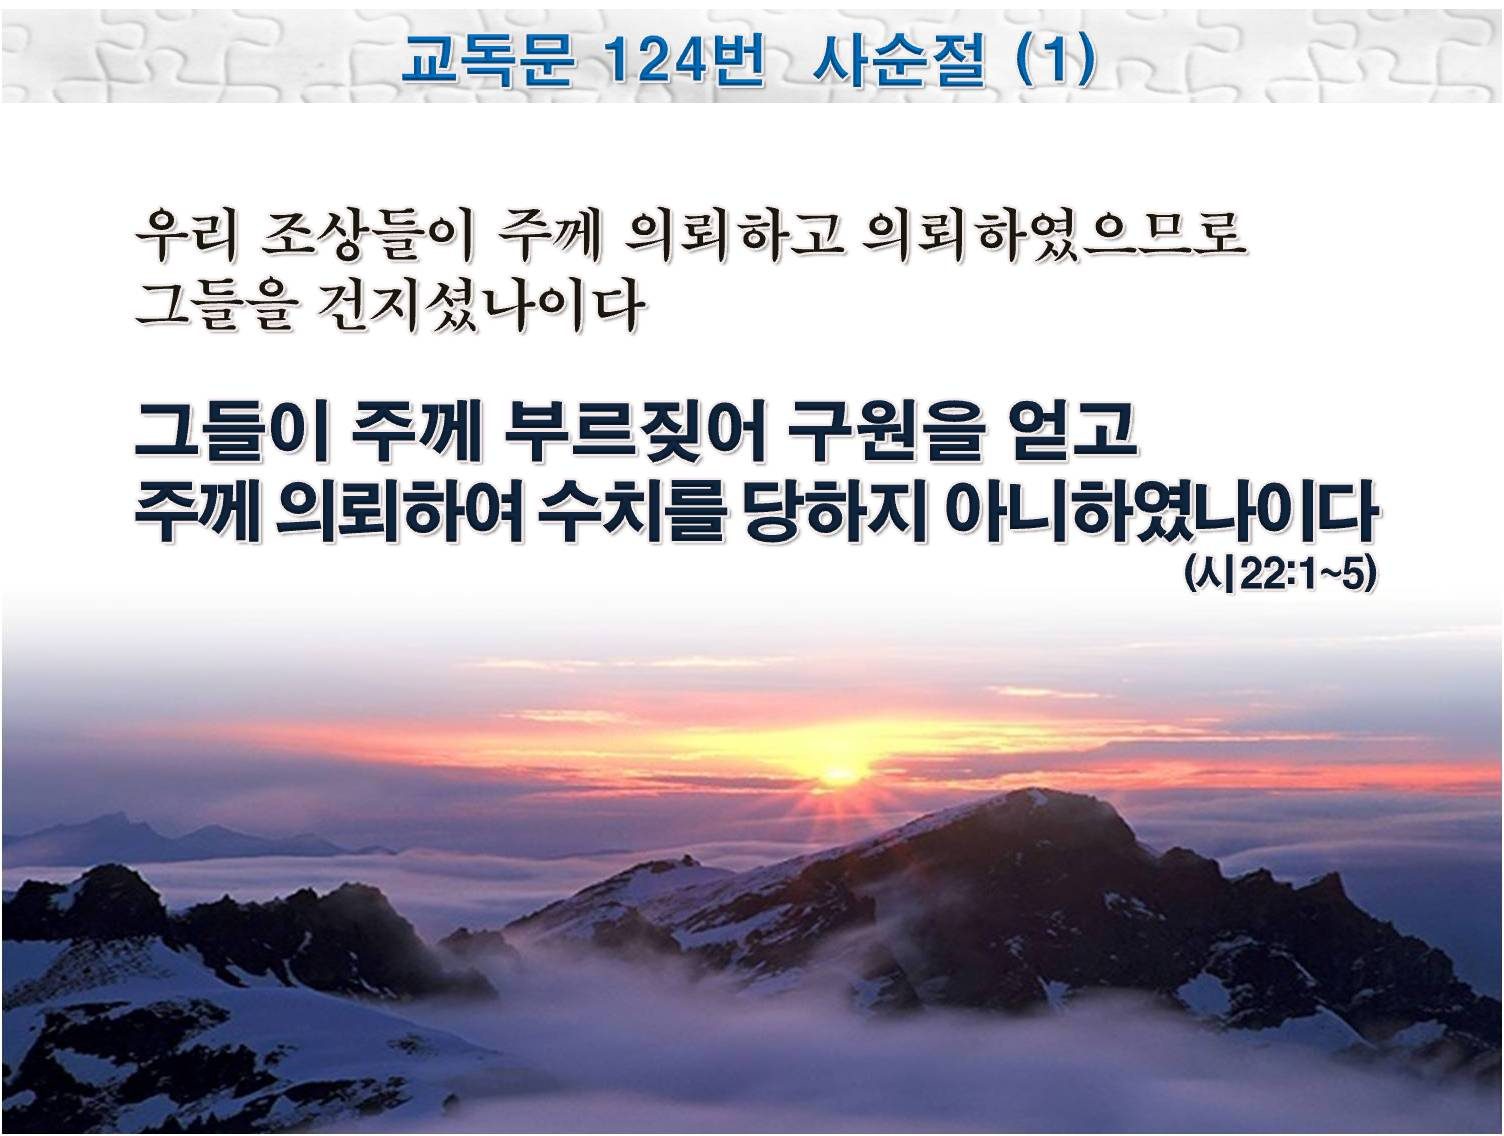 교독문 124번 사순절 (1)
우리 조상들이 주께 의뢰하고 의뢰하였으므로
그들을 건지셨나이다
그들이 주께 부르짖어 구원을 얻고
주께 의뢰하여 수치를 당하지 아니하였나이다
(시22:1~5)